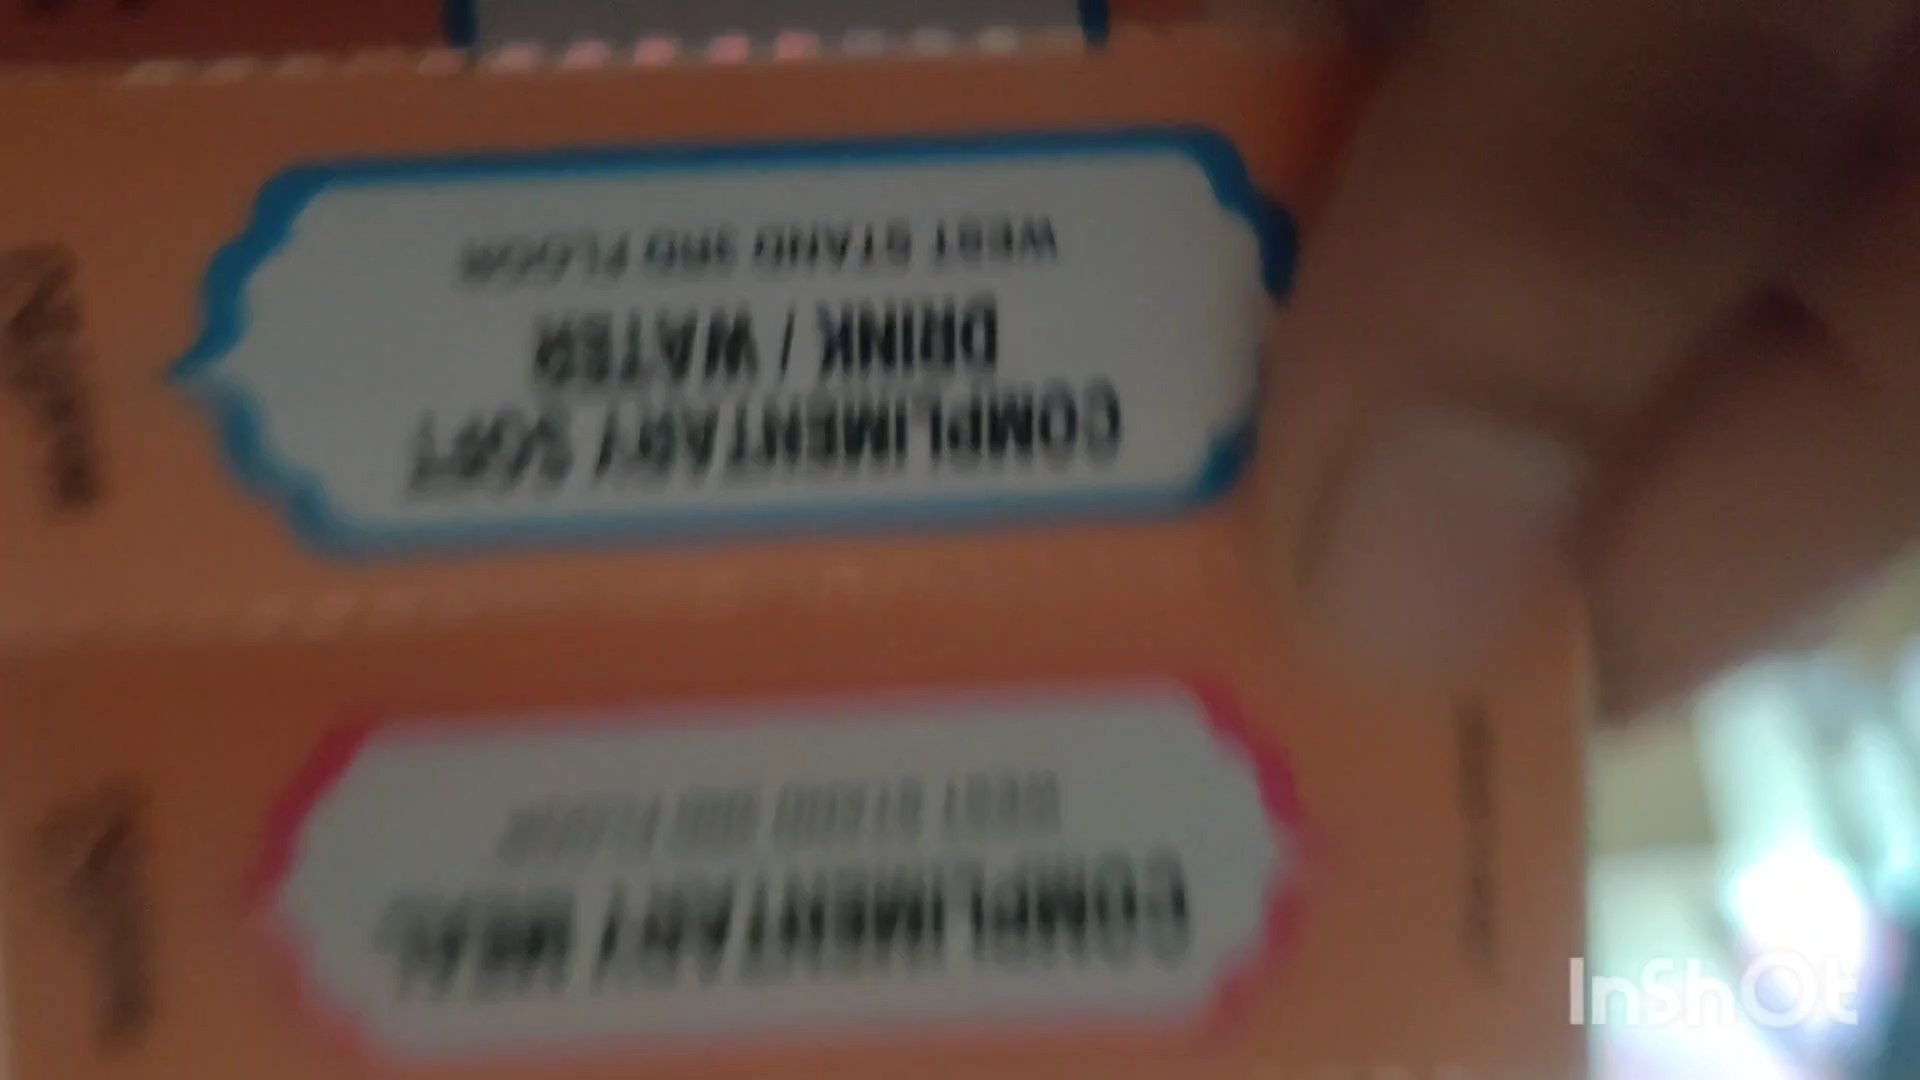 COMPLIMENTARY MEAL
WEST STAND 3RD FLOOR
COMPLIMENTARY SOFT
DRINK / WATER
WEST STAND 3RD FLOOR
InShOt